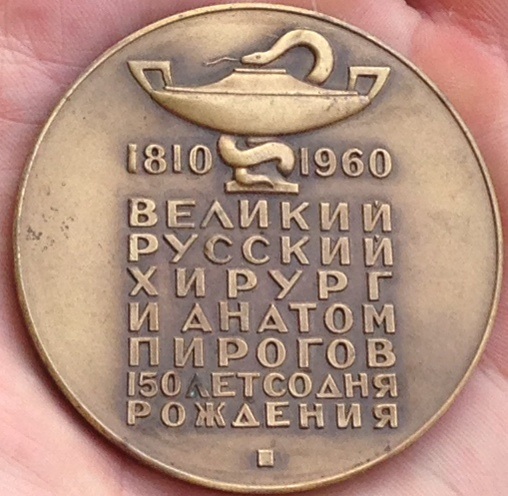 1810 1960
ВЕЛИКИЙ
РУССКИЙ
ХИРУРГ
И АНАТОМ
ПИРОГОВ
150 ЛЕТ СО ДНЯ
РОЖДЕНИЯ